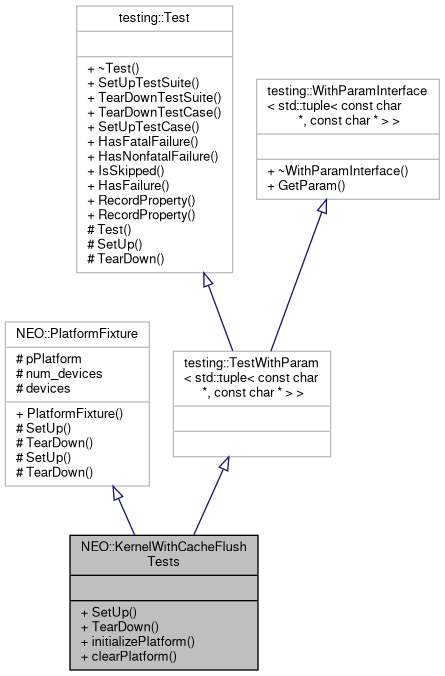 testing::Test
+ ~Test()
+ SetUpTestSuite()
+ TearDownTestSuite()
+ TearDownTestCase()
+ SetUpTestCase()
+ HasFatalFailure()
+ HasNonfatalFailure()
+ IsSkipped()
+ HasFailure()
+ RecordProperty()
+ RecordProperty()
# Test()
# SetUp()
# TearDown()
testing::WithParamInterface
< std::tuple< const char
*, const char * > >
+ ~WithParamInterface()
+ GetParam()
NEO::PlatformFixture
# pPlatform
# num_devices
# devices
+ PlatformFixture()
# SetUp()
# TearDown()
# SetUp()
# TearDown()
testing::TestWithParam
< std::tuple< const char
*, const char * > >
NEO::KernelWithCacheFlush
Tests
+ SetUp()
+ TearDown()
+ initializePlatform()
+ clearPlatform()